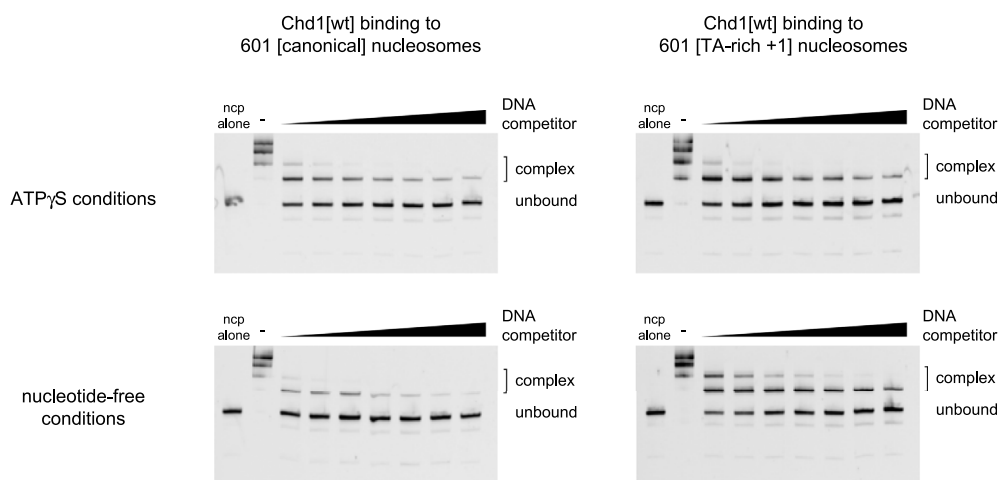 Chd1[wt] binding to
601 [canonical] nucleosomes
Chd1[wt] binding to
601 [TA-rich +1] nucleosomes
ATPγS conditions
ncp
alone
-
DNA
competitor
complex
unbound
ncp
alone
-
DNA
competitor
complex
unbound
nucleotide-free
conditions
ncp
alone
-
DNA
competitor
complex
unbound
ncp
alone
-
DNA
competitor
complex
unbound